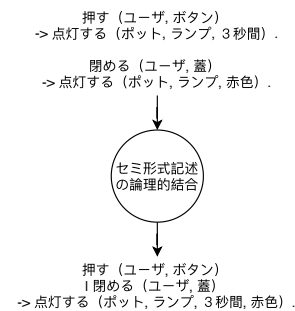 押す（ユーザ, ボタン）
-> 点灯する（ポット, ランプ, ３秒間）.
閉める（ユーザ, 蓋）
-> 点灯する（ポット, ランプ, 赤色）.
セミ形式記述
の論理的結合
押す（ユーザ, ボタン）
| 閉める（ユーザ, 蓋）
-> 点灯する（ポット, ランプ, ３秒間, 赤色）.